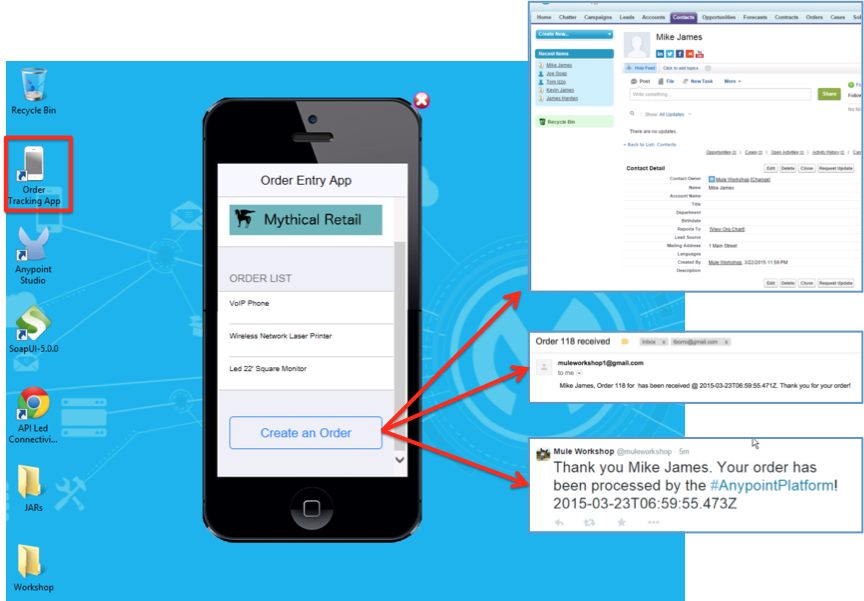 Recycle Bin
Order
Tracking App
Anypoint
Studio
SoapUI-5.0.0
API Led
Connectivi...
JARs
Workshop
Order Entry App
Mythical Retail
ORDER LIST
VoIP Phone
Wireless Network Laser Printer
Led 22" Square Monitor
Create an Order
Home Chatter Campaigns Leads Accounts Contacts Opportunities Forecasts Contracts Orders Cases
Create New...
Mike James
Recent Items
Mike James
Joe Soap
Tom Izzo
Kevin James
James Harden
Recycle Bin
Hide Feed Click to add topics
Post File New Task More
Write something...
Share
Show All Updates
There are no updates.
« Back to List: Contacts
Opportunities Cases Open Activities Activity History
Contact Detail Edit Delete Clone Request Update
Contact Owner Mule Workshop [Change]
Name Mike James
Account Name
Title
Department
Birthdate
Reports To [View Org Chart]
Lead Source
Mailing Address 1 Main Street
Languages
Created By Mule Workshop, 3/22/2015 11:59 PM
Description
Edit Delete Clone Request Update
Order 118 received Inbox x
muleworkshop1@gmail.com
to me
Mike James, Order 118 for has been received @ 2015-03-23T06:59:55.471Z. Thank you for your order!
Mule Workshop @muleworkshop · 5m
Thank you Mike James. Your order has
been processed by the #AnypointPlatform!
2015-03-23T06:59:55.473Z